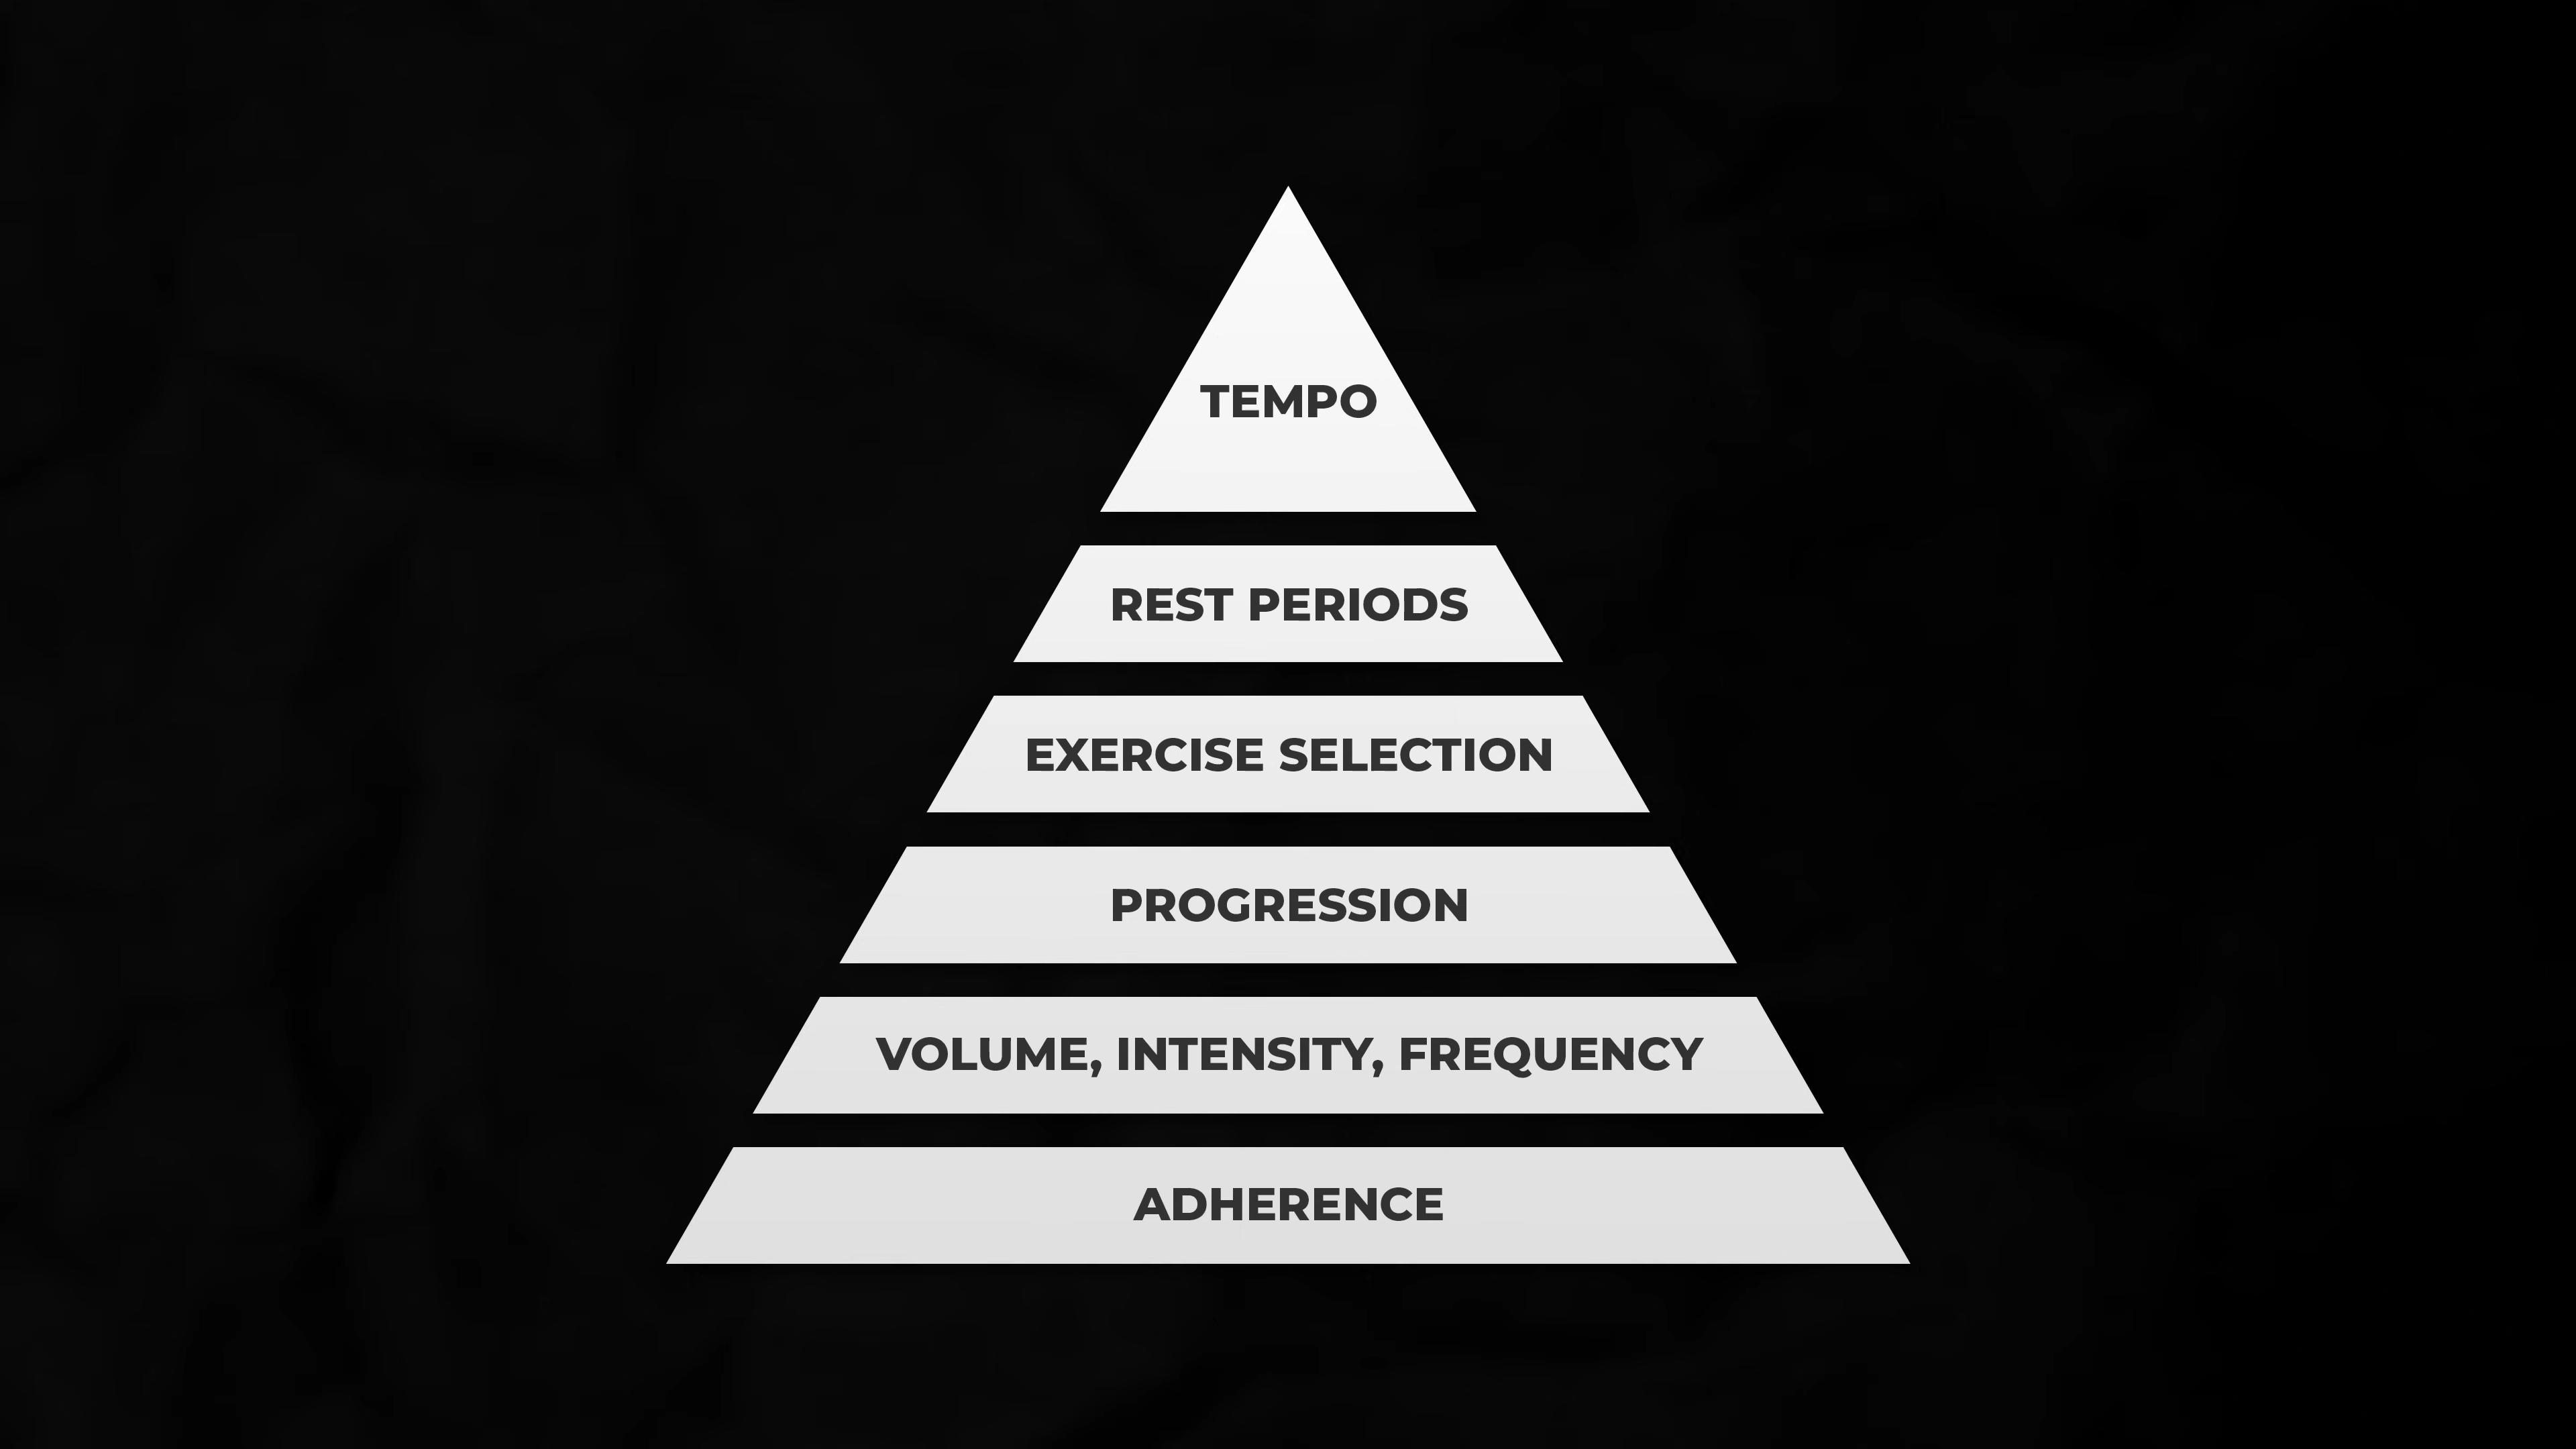 TEMPO
REST PERIODS
EXERCISE SELECTION
PROGRESSION
VOLUME, INTENSITY, FREQUENCY
ADHERENCE